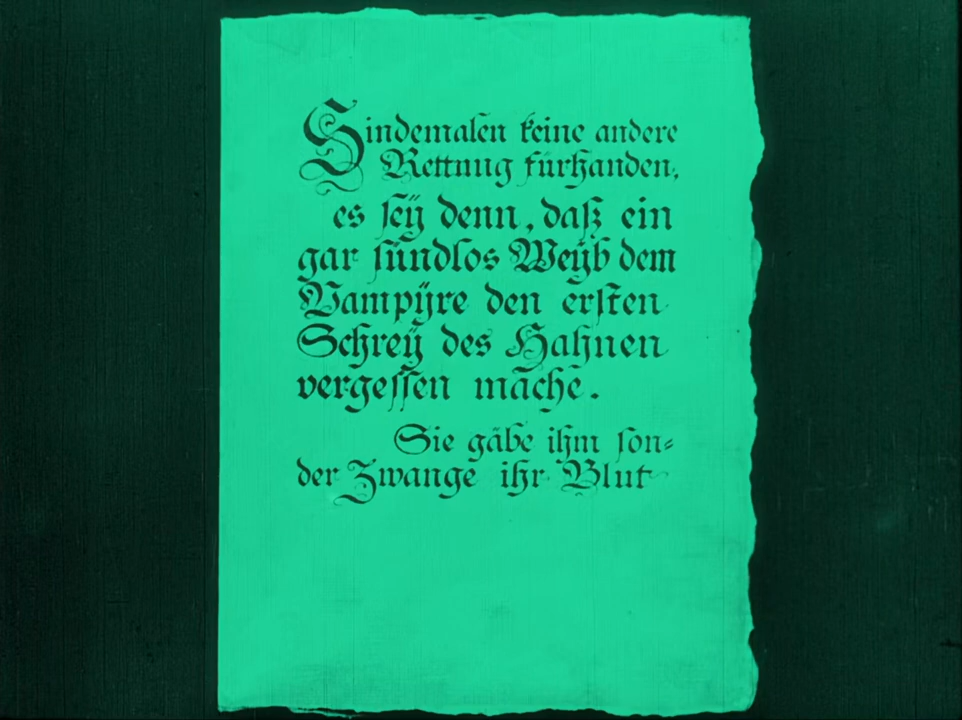 Sindemalen keine andere
Rettnug fürhanden,
es seÿ denn, daß ein
gar sündlos Weÿb dem
Vampÿre den ersten
Schreÿ des Hahnen
vergessen mache.
Sie gäbe ihm son=
der Zwange ihr Blut